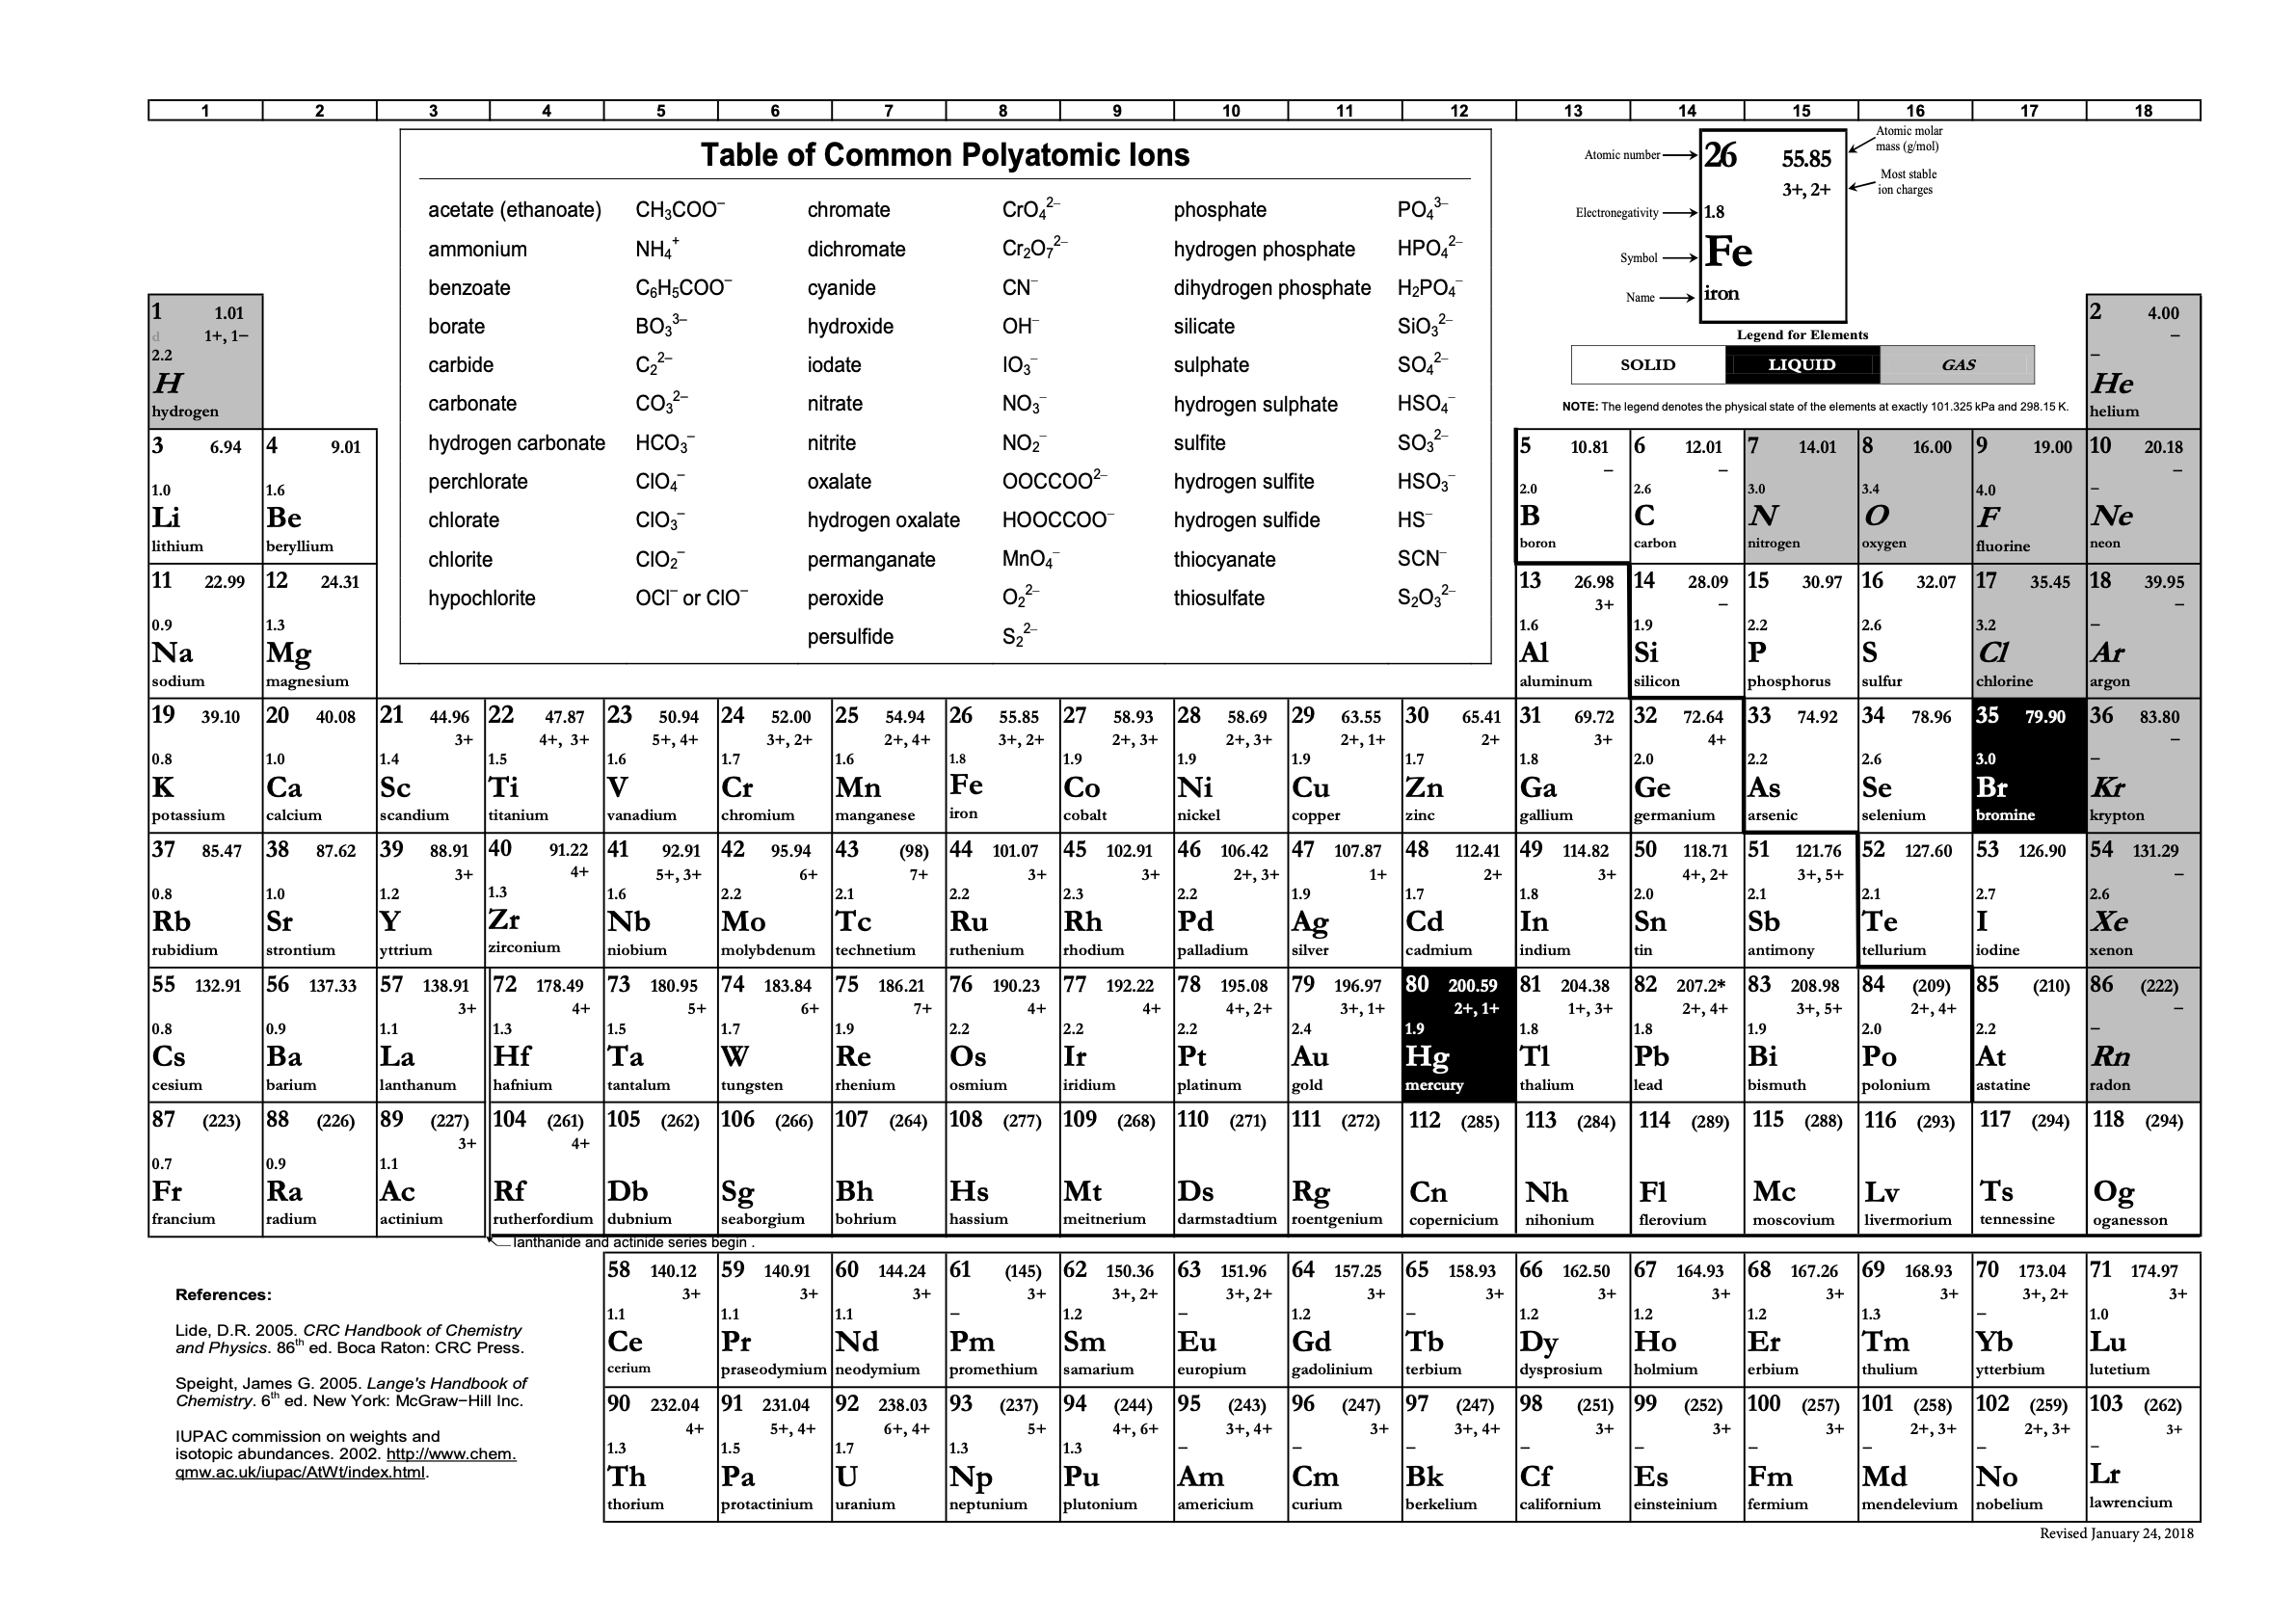 1 2 3 4 5 6 7 8 9 10 11 12 13 14 15 16 17 18
Table of Common Polyatomic Ions
acetate (ethanoate) CH₃COO⁻ chromate CrO₄²⁻ phosphate PO₄³⁻
ammonium NH₄⁺ dichromate Cr₂O₇²⁻ hydrogen phosphate HPO₄²⁻
benzoate C₆H₅COO⁻ cyanide CN⁻ dihydrogen phosphate H₂PO₄⁻
borate BO₃³⁻ hydroxide OH⁻ silicate SiO₃²⁻
carbide C₂²⁻ iodate IO₃⁻ sulphate SO₄²⁻
carbonate CO₃²⁻ nitrate NO₃⁻ hydrogen sulphate HSO₄⁻
hydrogen carbonate HCO₃⁻ nitrite NO₂⁻ sulfite SO₃²⁻
perchlorate ClO₄⁻ oxalate OOCCOO²⁻ hydrogen sulfite HSO₃⁻
chlorate ClO₃⁻ hydrogen oxalate HOOCCOO⁻ hydrogen sulfide HS⁻
chlorite ClO₂⁻ permanganate MnO₄⁻ thiocyanate SCN⁻
hypochlorite OCl⁻ or ClO⁻ peroxide O₂²⁻ thiosulfate S₂O₃²⁻
persulfide S₂²⁻
Atomic number 26 55.85 Atomic molar
mass (g/mol)
3+, 2+ Most stable
ion charges
Electronegativity 1.8
Symbol Fe
Name iron
Legend for Elements
SOLID LIQUID GAS
NOTE: The legend denotes the physical state of the elements at exactly 101.325 kPa and 298.15 K.
1 1.01 2 4.00
d 1+, 1− −
2.2 −
H He
hydrogen helium
3 6.94 4 9.01 5 10.81 6 12.01 7 14.01 8 16.00 9 19.00 10 20.18
− − −
1.0 1.6 2.0 2.6 3.0 3.4 4.0 −
Li Be B C N O F Ne
lithium beryllium boron carbon nitrogen oxygen fluorine neon
11 22.99 12 24.31 13 26.98 14 28.09 15 30.97 16 32.07 17 35.45 18 39.95
3+ − −
0.9 1.3 1.6 1.9 2.2 2.6 3.2 −
Na Mg Al Si P S Cl Ar
sodium magnesium aluminum silicon phosphorus sulfur chlorine argon
19 39.10 20 40.08 21 44.96 22 47.87 23 50.94 24 52.00 25 54.94 26 55.85 27 58.93 28 58.69 29 63.55 30 65.41 31 69.72 32 72.64 33 74.92 34 78.96 35 79.90 36 83.80
3+ 4+, 3+ 5+, 4+ 3+, 2+ 2+, 4+ 3+, 2+ 2+, 3+ 2+, 3+ 2+, 1+ 2+ 3+ 4+ −
0.8 1.0 1.4 1.5 1.6 1.7 1.6 1.8 1.9 1.9 1.9 1.7 1.8 2.0 2.2 2.6 3.0 −
K Ca Sc Ti V Cr Mn Fe Co Ni Cu Zn Ga Ge As Se Br Kr
potassium calcium scandium titanium vanadium chromium manganese iron cobalt nickel copper zinc gallium germanium arsenic selenium bromine krypton
37 85.47 38 87.62 39 88.91 40 91.22 41 92.91 42 95.94 43 (98) 44 101.07 45 102.91 46 106.42 47 107.87 48 112.41 49 114.82 50 118.71 51 121.76 52 127.60 53 126.90 54 131.29
3+ 4+ 5+, 3+ 6+ 7+ 3+ 3+ 2+, 3+ 1+ 2+ 3+ 4+, 2+ 3+, 5+ −
0.8 1.0 1.2 1.3 1.6 2.2 2.1 2.2 2.3 2.2 1.9 1.7 1.8 2.0 2.1 2.1 2.7 2.6
Rb Sr Y Zr Nb Mo Tc Ru Rh Pd Ag Cd In Sn Sb Te I Xe
rubidium strontium yttrium zirconium niobium molybdenum technetium ruthenium rhodium palladium silver cadmium indium tin antimony tellurium iodine xenon
55 132.91 56 137.33 57 138.91 72 178.49 73 180.95 74 183.84 75 186.21 76 190.23 77 192.22 78 195.08 79 196.97 80 200.59 81 204.38 82 207.2* 83 208.98 84 (209) 85 (210) 86 (222)
3+ 4+ 5+ 6+ 7+ 4+ 4+ 4+, 2+ 3+, 1+ 2+, 1+ 1+, 3+ 2+, 4+ 3+, 5+ 2+, 4+ −
0.8 0.9 1.1 1.3 1.5 1.7 1.9 2.2 2.2 2.2 2.4 1.9 1.8 1.8 1.9 2.0 2.2 −
Cs Ba La Hf Ta W Re Os Ir Pt Au Hg Tl Pb Bi Po At Rn
cesium barium lanthanum hafnium tantalum tungsten rhenium osmium iridium platinum gold mercury thalium lead bismuth polonium astatine radon
87 (223) 88 (226) 89 (227) 104 (261) 105 (262) 106 (266) 107 (264) 108 (277) 109 (268) 110 (271) 111 (272) 112 (285) 113 (284) 114 (289) 115 (288) 116 (293) 117 (294) 118 (294)
3+ 4+
0.7 0.9 1.1
Fr Ra Ac Rf Db Sg Bh Hs Mt Ds Rg Cn Nh Fl Mc Lv Ts Og
francium radium actinium rutherfordium dubnium seaborgium bohrium hassium meitnerium darmstadtium roentgenium copernicium nihonium flerovium moscovium livermorium tennessine oganesson
lanthanide and actinide series begin .
58 140.12 59 140.91 60 144.24 61 (145) 62 150.36 63 151.96 64 157.25 65 158.93 66 162.50 67 164.93 68 167.26 69 168.93 70 173.04 71 174.97
3+ 3+ 3+ 3+ 3+, 2+ 3+, 2+ 3+ 3+ 3+ 3+ 3+ 3+ 3+, 2+ 3+
1.1 1.1 1.1 − 1.2 − 1.2 − 1.2 1.2 1.2 1.3 − 1.0
Ce Pr Nd Pm Sm Eu Gd Tb Dy Ho Er Tm Yb Lu
cerium praseodymium neodymium promethium samarium europium gadolinium terbium dysprosium holmium erbium thulium ytterbium lutetium
90 232.04 91 231.04 92 238.03 93 (237) 94 (244) 95 (243) 96 (247) 97 (247) 98 (251) 99 (252) 100 (257) 101 (258) 102 (259) 103 (262)
4+ 5+, 4+ 6+, 4+ 5+ 4+, 6+ 3+, 4+ 3+ 3+, 4+ 3+ 3+ 3+ 2+, 3+ 2+, 3+ 3+
1.3 1.5 1.7 1.3 1.3 − − − − − − − − −
Th Pa U Np Pu Am Cm Bk Cf Es Fm Md No Lr
thorium protactinium uranium neptunium plutonium americium curium berkelium californium einsteinium fermium mendelevium nobelium lawrencium
References:
Lide, D.R. 2005. CRC Handbook of Chemistry
and Physics. 86th ed. Boca Raton: CRC Press.
Speight, James G. 2005. Lange's Handbook of
Chemistry. 6th ed. New York: McGraw−Hill Inc.
IUPAC commission on weights and
isotopic abundances. 2002. http://www.chem.
qmw.ac.uk/iupac/AtWt/index.html.
Revised January 24, 2018